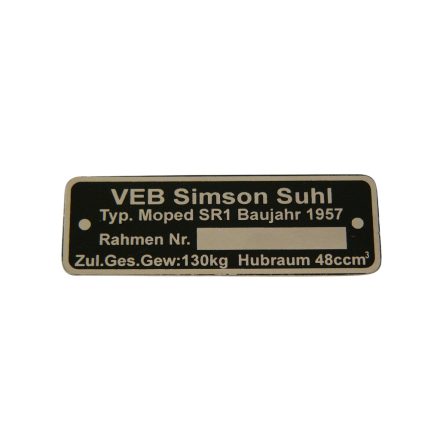 VEB Simson Suhl
Typ. Moped SR1 Baujahr 1957
Rahmen Nr.
Zul.Ges.Gew:130kg Hubraum 48ccm³